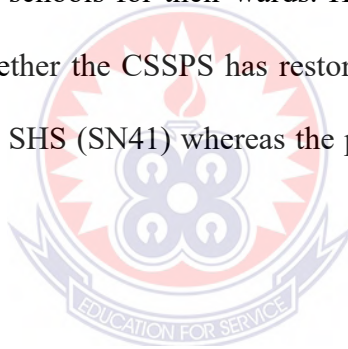 schools for their wards. H
ether the CSSPS has restor
SHS (SN41) whereas the p
EDUCATION FOR SERVICE